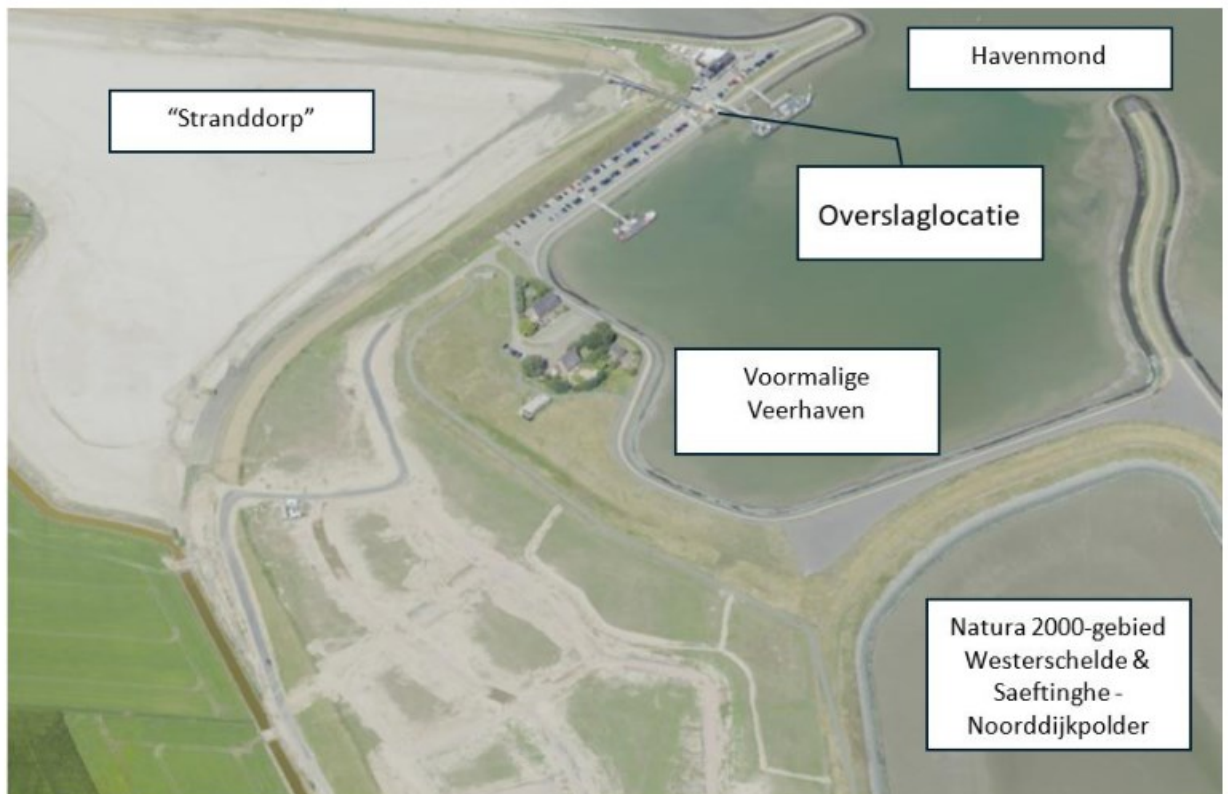 Havenmond
“Stranddorp”
Overslaglocatie
Voormalige
Veerhaven
Natura 2000-gebied
Westerschelde &
Saeftinghe -
Noorddijkpolder